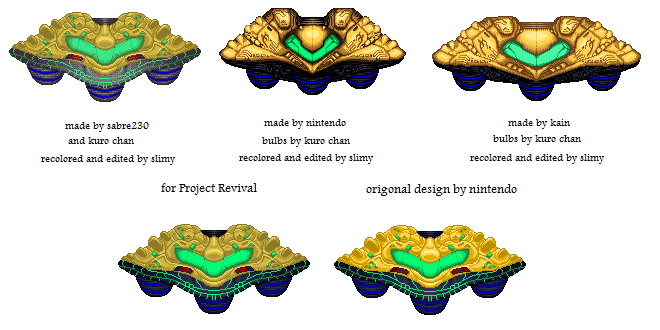 made by sabre230
and kuro chan
recolored and edited by slimy
made by nintendo
bulbs by kuro chan
recolored and edited by slimy
made by kain
bulbs by kuro chan
recolored and edited by slimy
for Project Revival
origonal design by nintendo